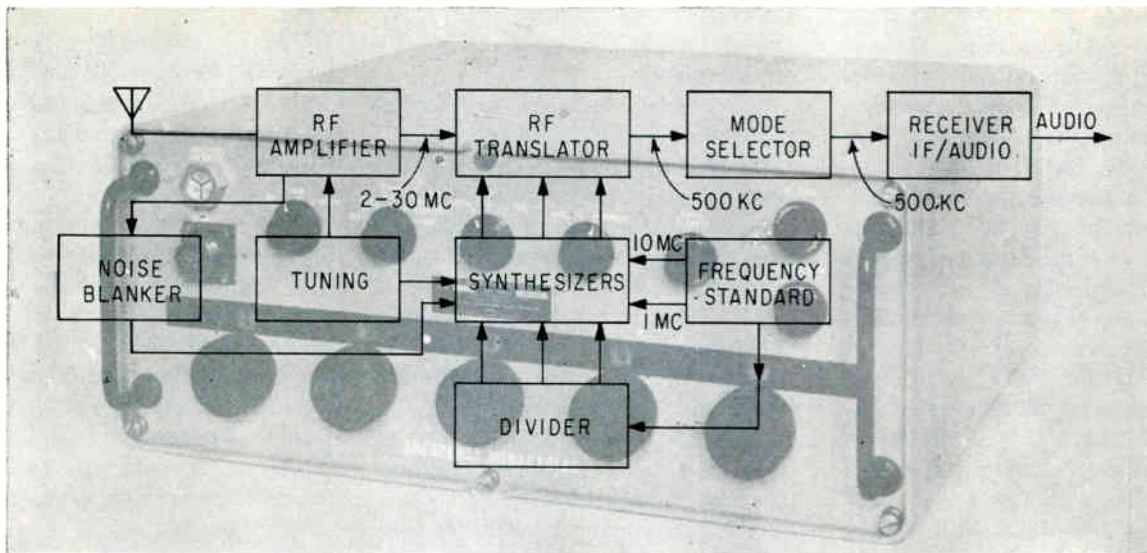 RF
AMPLIFIER
RF
TRANSLATOR
MODE
SELECTOR
RECEIVER
IF/AUDIO
AUDIO
2-30 MC
500 KC
500 KC
NOISE
BLANKER
TUNING
SYNTHESIZERS
10 MC
1 MC
FREQUENCY
STANDARD
DIVIDER